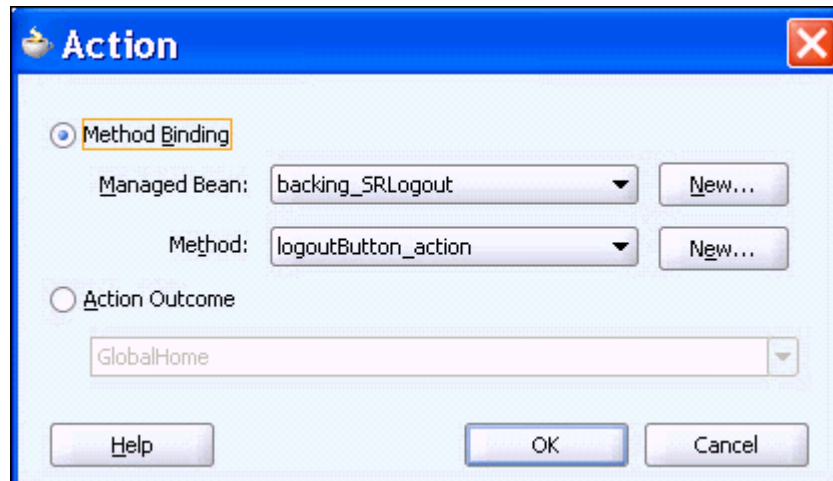 Action
Method Binding
Managed Bean: backing_SRLogout New...
Method: logoutButton_action New...
Action Outcome
GlobalHome
Help OK Cancel